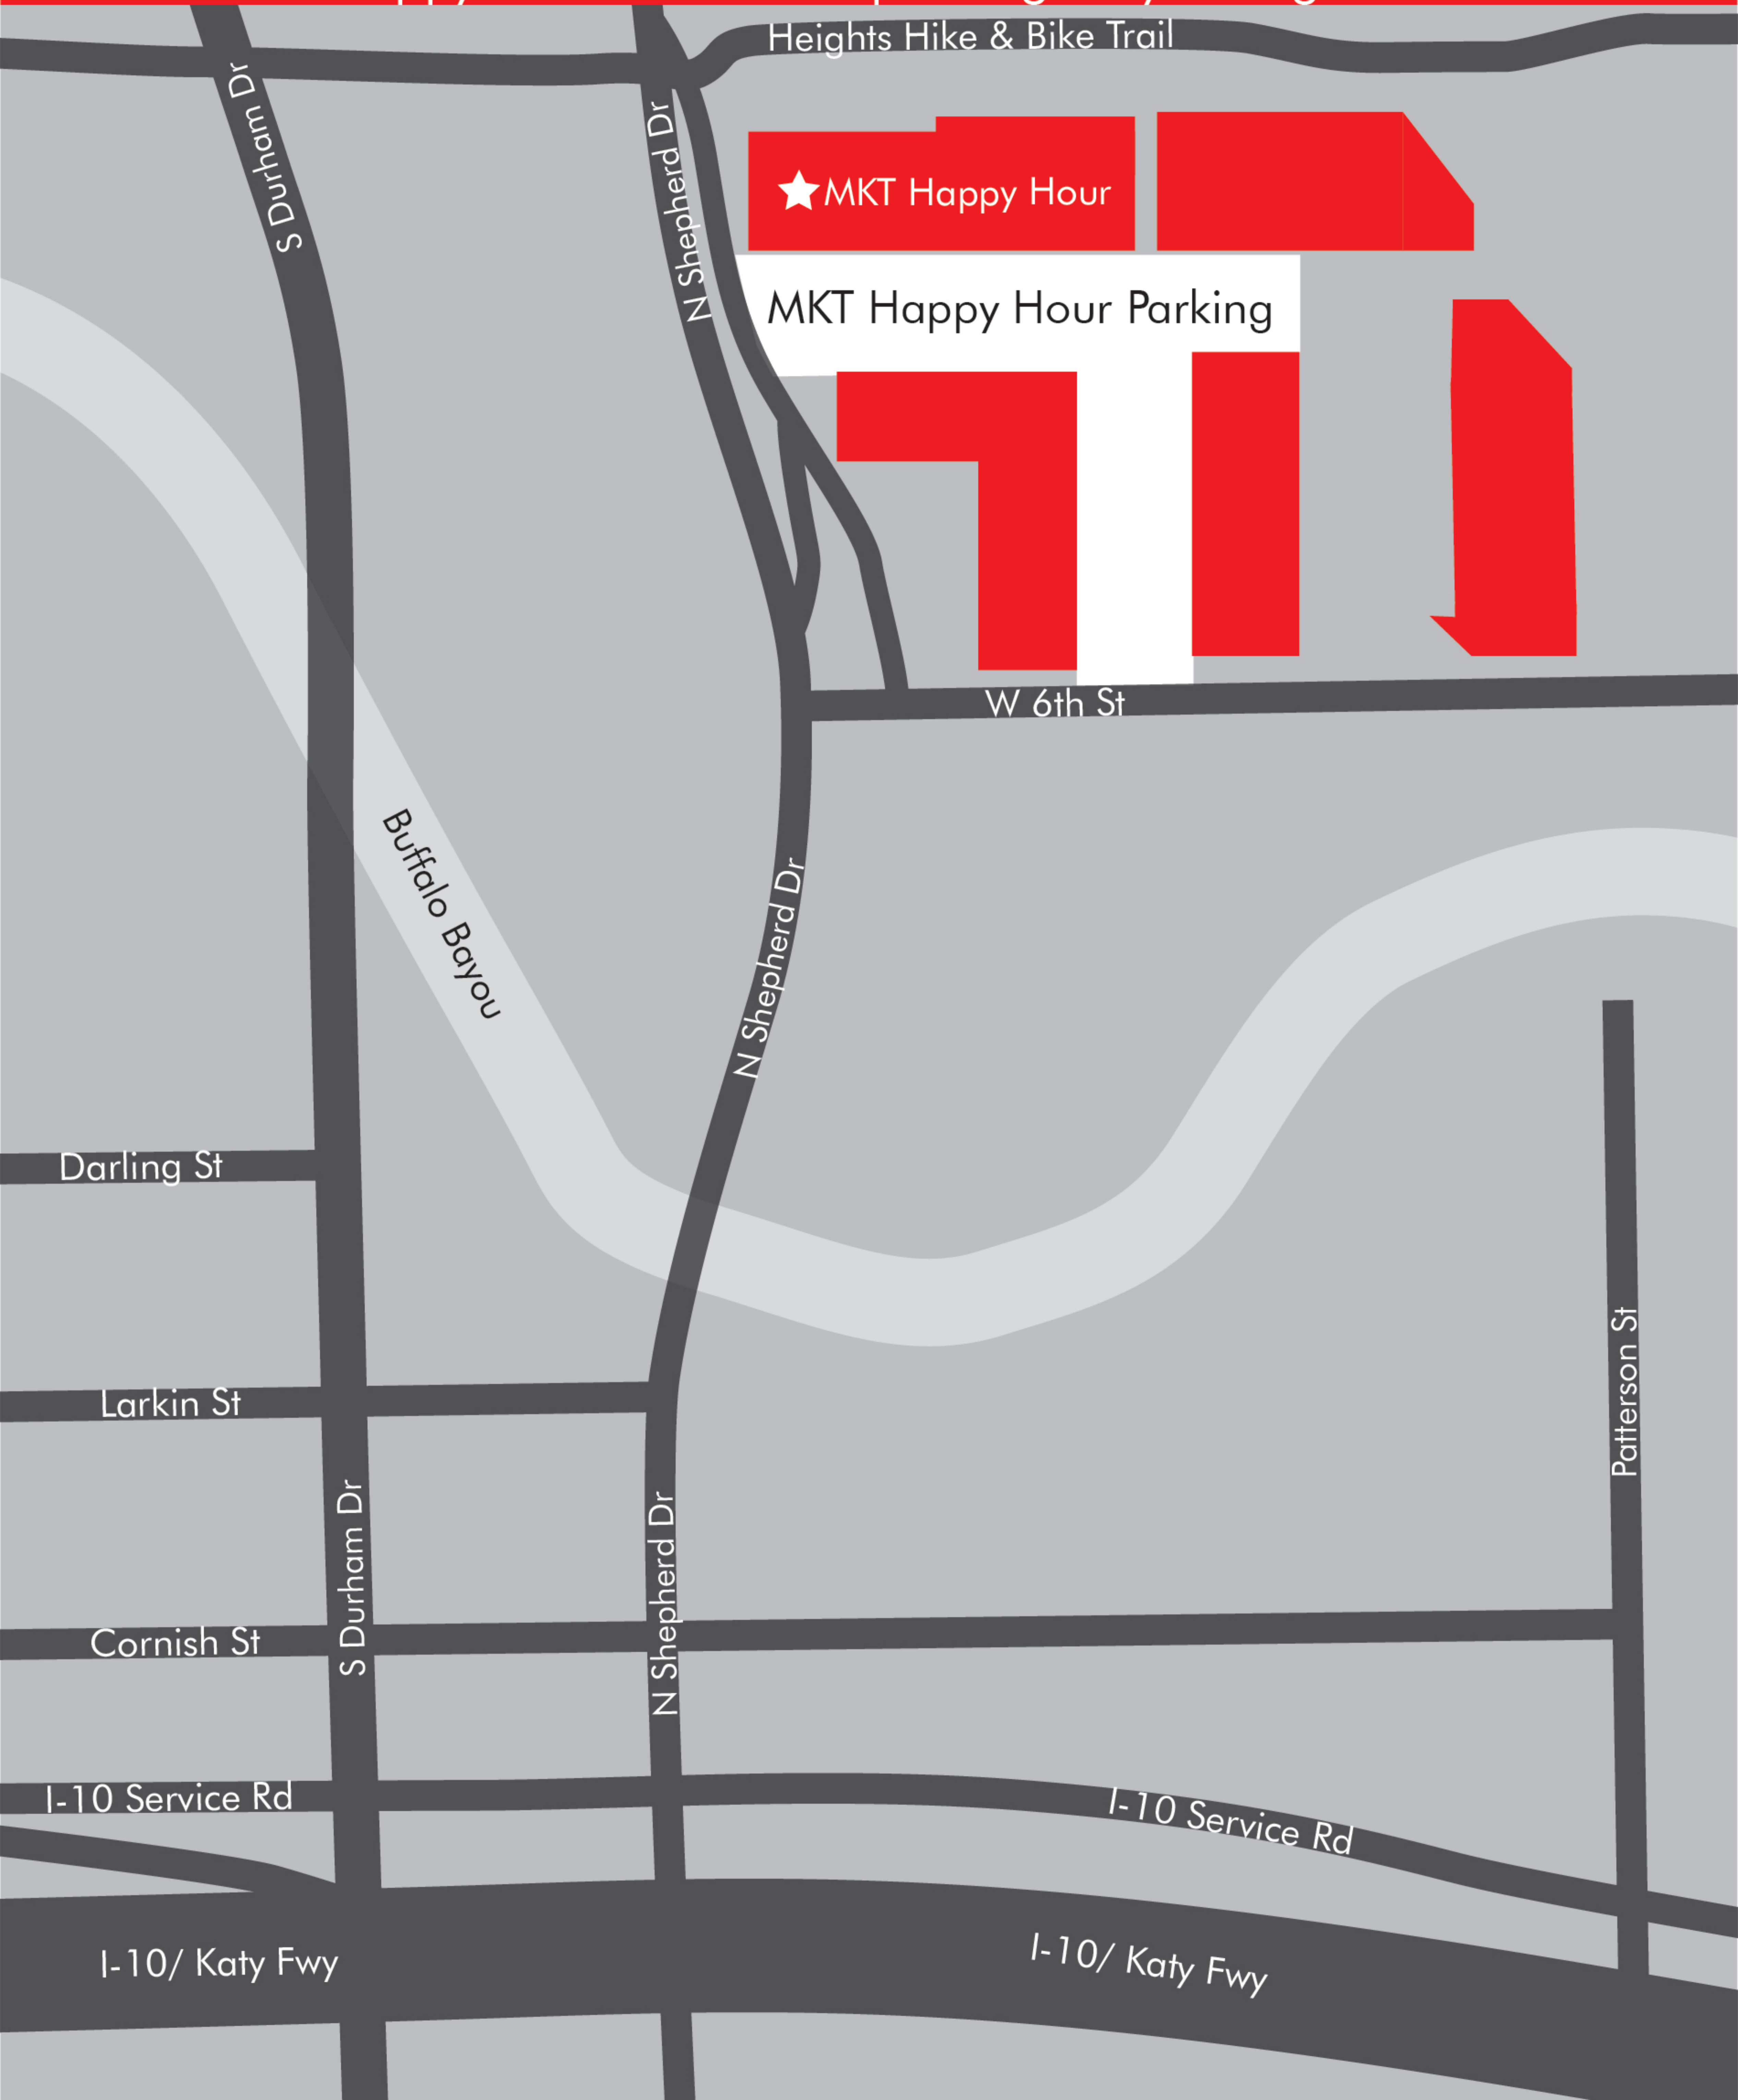 Heights Hike & Bike Trail
S Durham Dr
N Shepherd Dr
MKT Happy Hour
MKT Happy Hour Parking
W 6th St
Buffalo Bayou
N Shepherd Dr
Darling St
Patterson St
Larkin St
S Durham Dr
N Shepherd Dr
Cornish St
I-10 Service Rd
I-10 Service Rd
I-10/ Katy Fwy
I-10/ Katy Fwy